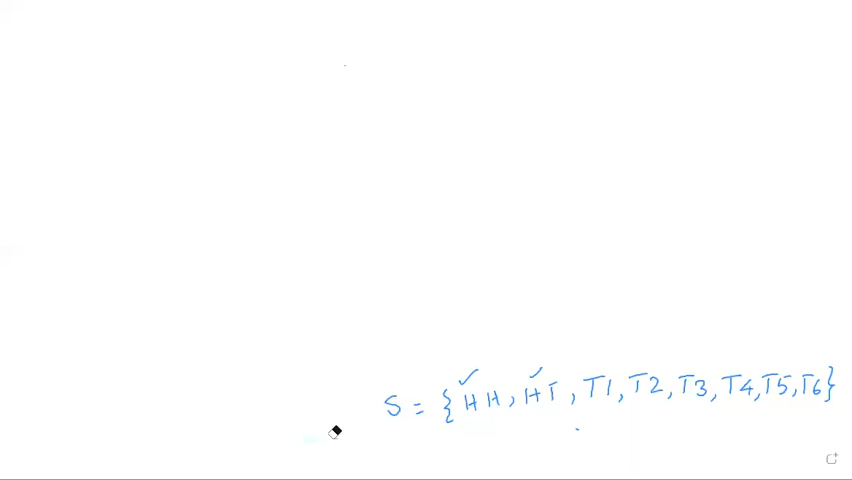 S = {HH, HT, T1, T2, T3, T4, T5, T6}